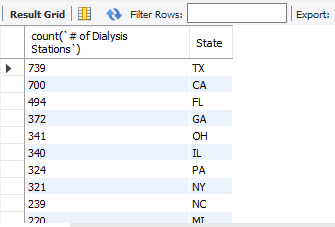 Result Grid Filter Rows: Export:
count(`# of Dialysis
Stations`) State
739 TX
700 CA
494 FL
372 GA
341 OH
340 IL
324 PA
321 NY
239 NC
220 MI